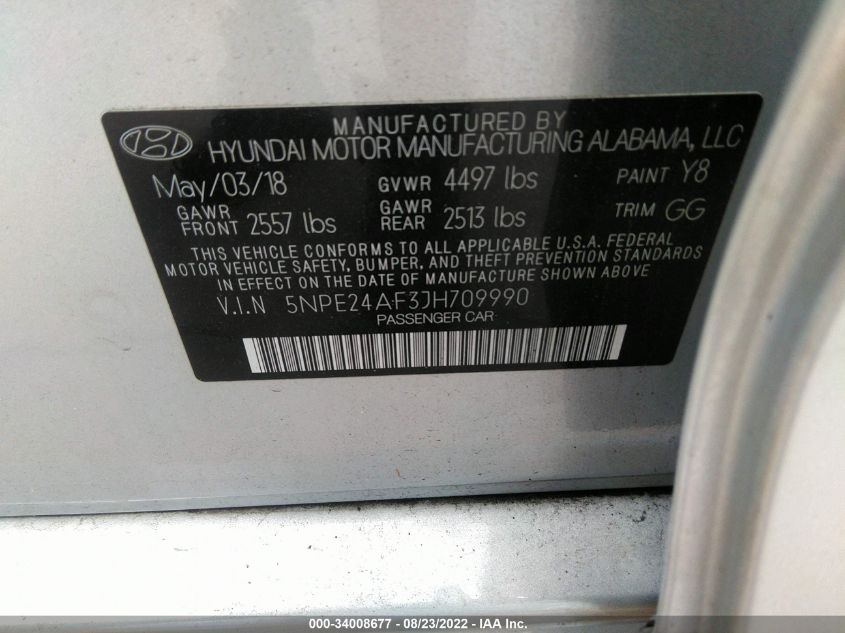 MANUFACTURED BY
HYUNDAI MOTOR MANUFACTURING ALABAMA, LLC
May/03/18 GVWR 4497 lbs PAINT Y8
GAWR FRONT 2557 lbs GAWR REAR 2513 lbs TRIM GG
THIS VEHICLE CONFORMS TO ALL APPLICABLE U.S.A. FEDERAL
MOTOR VEHICLE SAFETY, BUMPER, AND THEFT PREVENTION STANDARDS
IN EFFECT ON THE DATE OF MANUFACTURE SHOWN ABOVE
V.I.N 5NPE24AF3JH709990
PASSENGER CAR
000-34008677 - 08/23/2022 - IAA Inc.